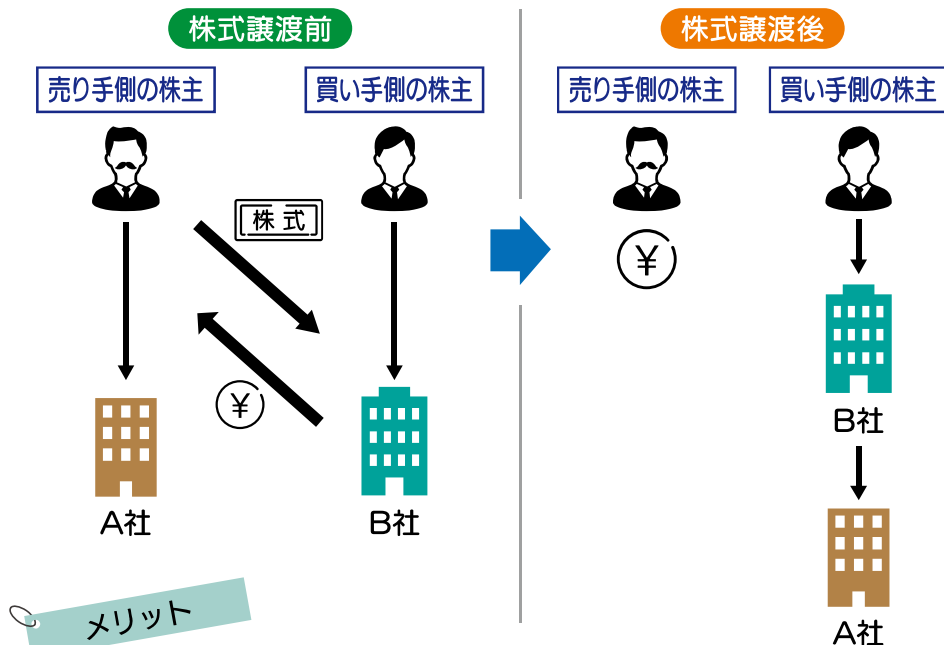 株式譲渡前
株式譲渡後
売り手側の株主
買い手側の株主
売り手側の株主
買い手側の株主
株式
¥
¥
A社
B社
B社
A社
メリット